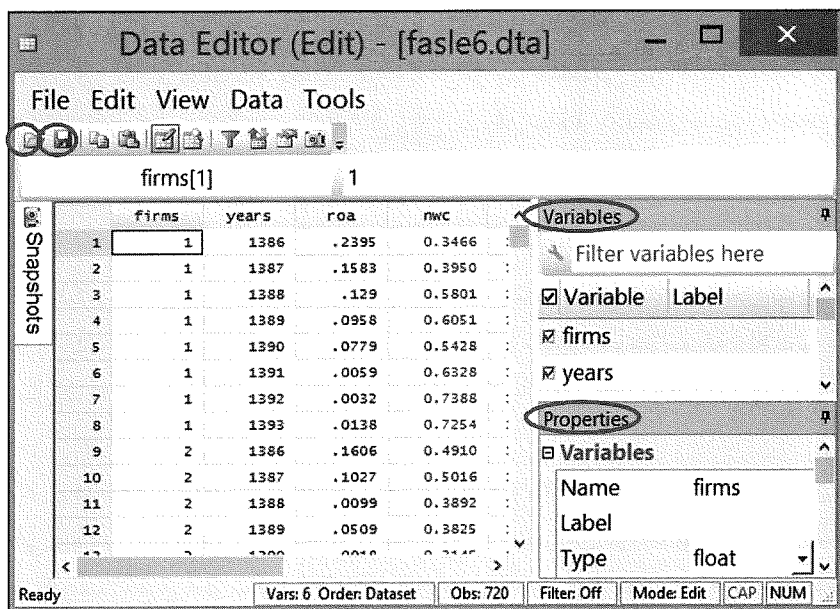 Data Editor (Edit) - [fasle6.dta]
File Edit View Data Tools
firms[1] 1
Snapshots
firms years roa nwc
1 1 1386 .2395 0.3466
2 1 1387 .1583 0.3950
3 1 1388 .129 0.5801
4 1 1389 .0958 0.6051
5 1 1390 .0779 0.5428
6 1 1391 .0059 0.6328
7 1 1392 .0032 0.7388
8 1 1393 .0138 0.7254
9 2 1386 .1606 0.4910
10 2 1387 .1027 0.5016
11 2 1388 .0099 0.3892
12 2 1389 .0509 0.3825
Variables
Filter variables here
Variable Label
firms
years
Properties
Variables
Name firms
Label
Type float
Ready Vars: 6 Order: Dataset Obs: 720 Filter: Off Mode: Edit CAP NUM